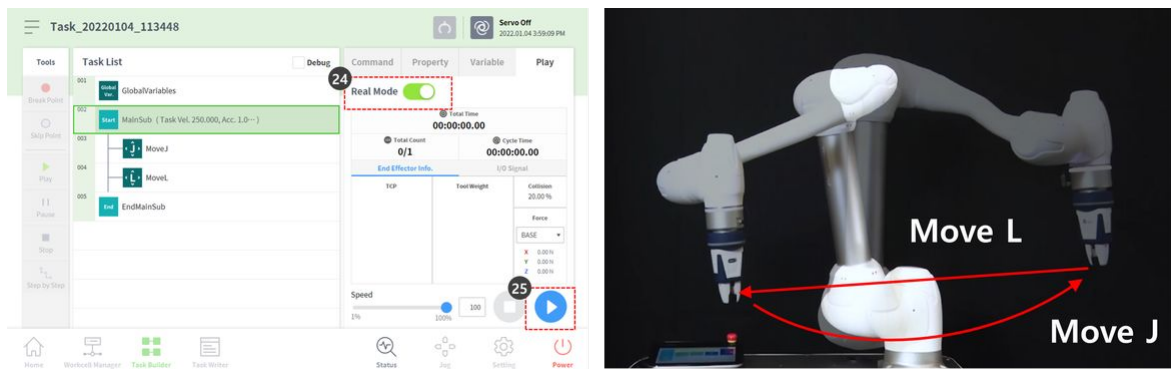 Task_20220104_113448
Servo Off
2022.01.04 3:59:09 PM
Tools
Break Point
Skip Point
Play
Pause
Stop
Step by Step
Task List
Debug
001
Global Var.
GlobalVariables
002
Start
MainSub ( Task Vel. 250.000, Acc. 1.0··· )
003
J
MoveJ
004
L
MoveL
005
End
EndMainSub
Command Property Variable Play
24
Real Mode
Total Time
00:00:00.00
Total Count Cycle Time
0/1 00:00:00.00
End Effector Info. I/O Signal
TCP Tool Weight Collision
20.00 %
Force
BASE
X 0.00 N
Y 0.00 N
Z 0.00 N
25
Speed
1% 100%
100
Home Workcell Manager Task Builder Task Writer Status Jog Setting Power
Move L
Move J